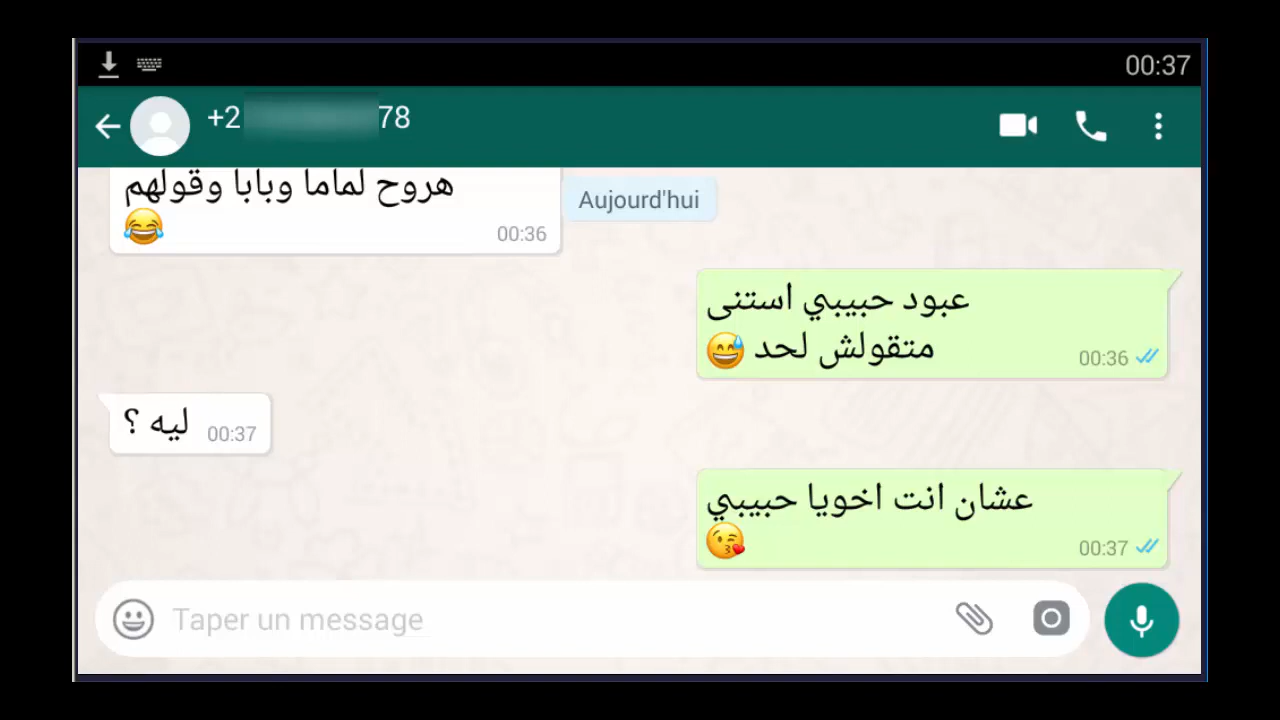 00:37
+2 78
هروح لماما وبابا وقولهم
😂
00:36
Aujourd'hui
عبود حبيبي استنى
متقولش لحد 😅
00:36
ليه ؟
00:37
عشان انت اخويا حبيبي
😘
00:37
Taper un message